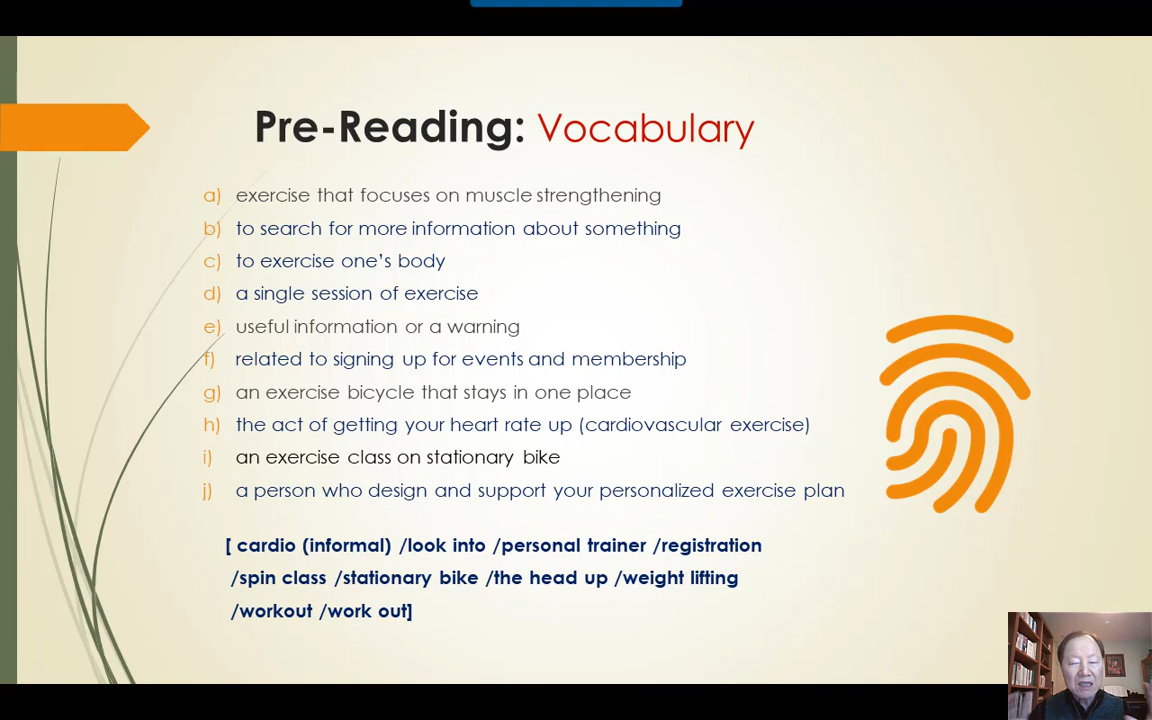 Pre-Reading: Vocabulary
a) exercise that focuses on muscle strengthening
b) to search for more information about something
c) to exercise one's body
d) a single session of exercise
e) useful information or a warning
f) related to signing up for events and membership
g) an exercise bicycle that stays in one place
h) the act of getting your heart rate up (cardiovascular exercise)
i) an exercise class on stationary bike
j) a person who design and support your personalized exercise plan
[ cardio (informal) /look into /personal trainer /registration
/spin class /stationary bike /the head up /weight lifting
/workout /work out]